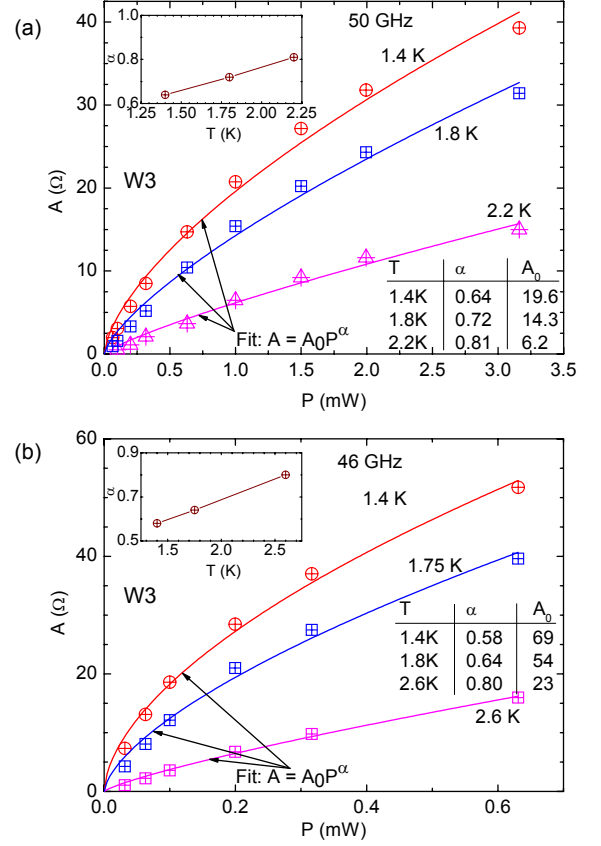 (a)
50 GHz
1.4 K
1.8 K
2.2 K
W3
α
0.6
0.8
1.0
1.25
1.50
1.75
2.00
2.25
T (K)
A (Ω)
0
10
20
30
40
Fit: A = A0P^α
T α A₀
1.4K 0.64 19.6
1.8K 0.72 14.3
2.2K 0.81 6.2
0.0 0.5 1.0 1.5 2.0 2.5 3.0 3.5
P (mW)
(b)
46 GHz
1.4 K
1.75 K
2.6 K
W3
α
0.5
0.7
0.9
1.5 2.0 2.5
T (K)
A (Ω)
0
20
40
60
Fit: A = A0P^α
T α A₀
1.4K 0.58 69
1.8K 0.64 54
2.6K 0.80 23
0.0 0.2 0.4 0.6
P (mW)